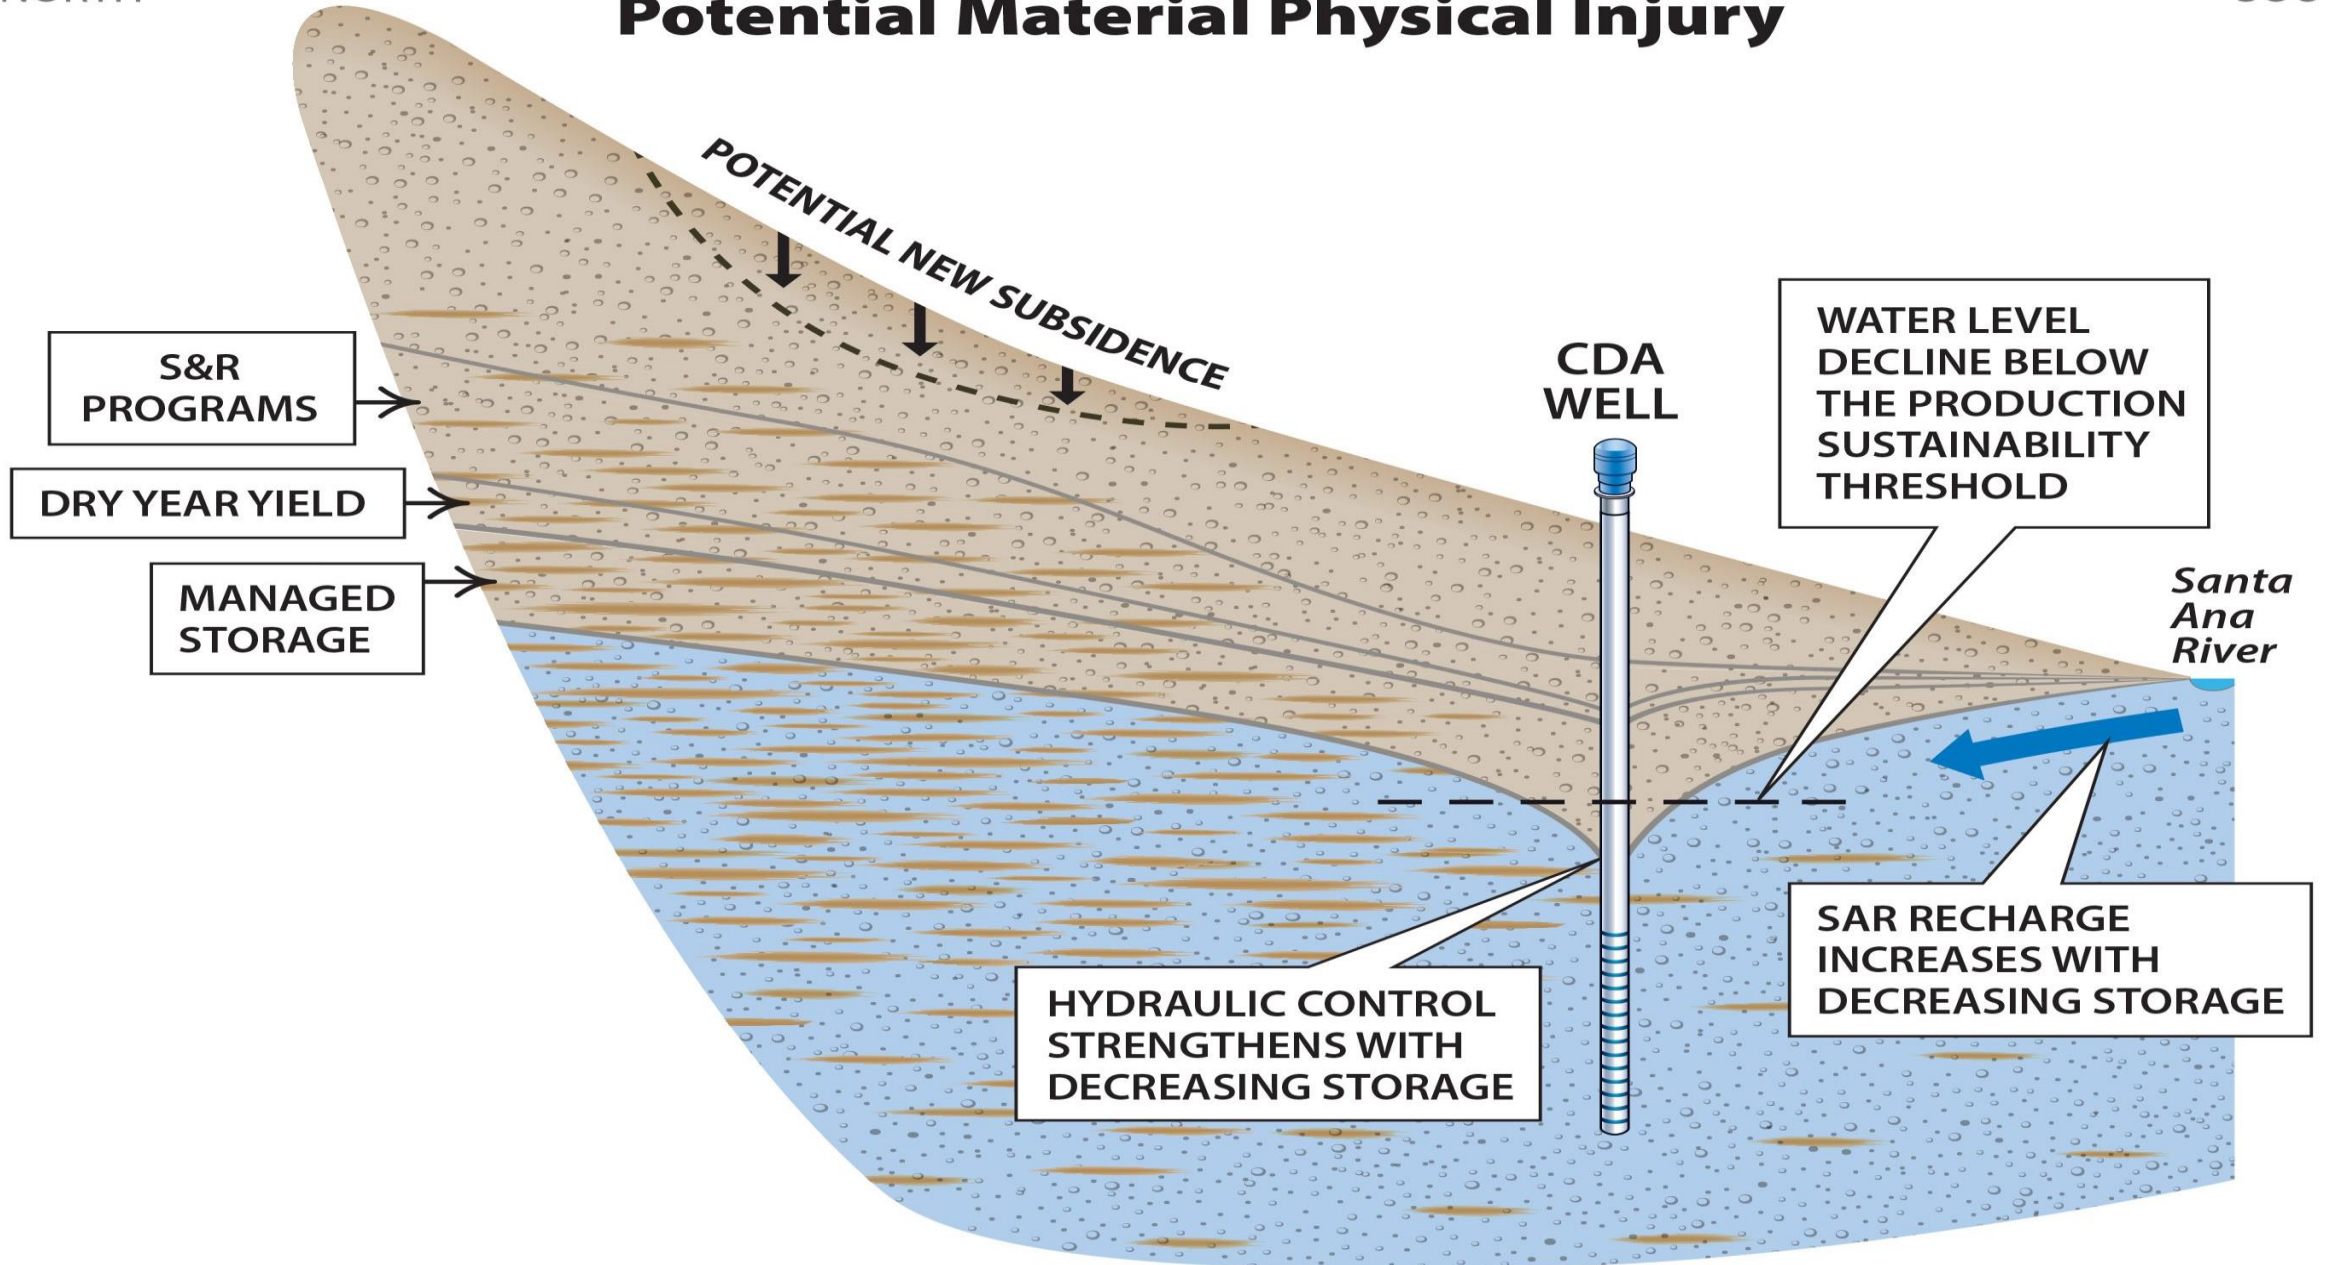 NORTH
Potential Material Physical Injury
POTENTIAL NEW SUBSIDENCE
S&R
PROGRAMS
DRY YEAR YIELD
MANAGED
STORAGE
CDA
WELL
WATER LEVEL
DECLINE BELOW
THE PRODUCTION
SUSTAINABILITY
THRESHOLD
Santa
Ana
River
HYDRAULIC CONTROL
STRENGTHENS WITH
DECREASING STORAGE
SAR RECHARGE
INCREASES WITH
DECREASING STORAGE